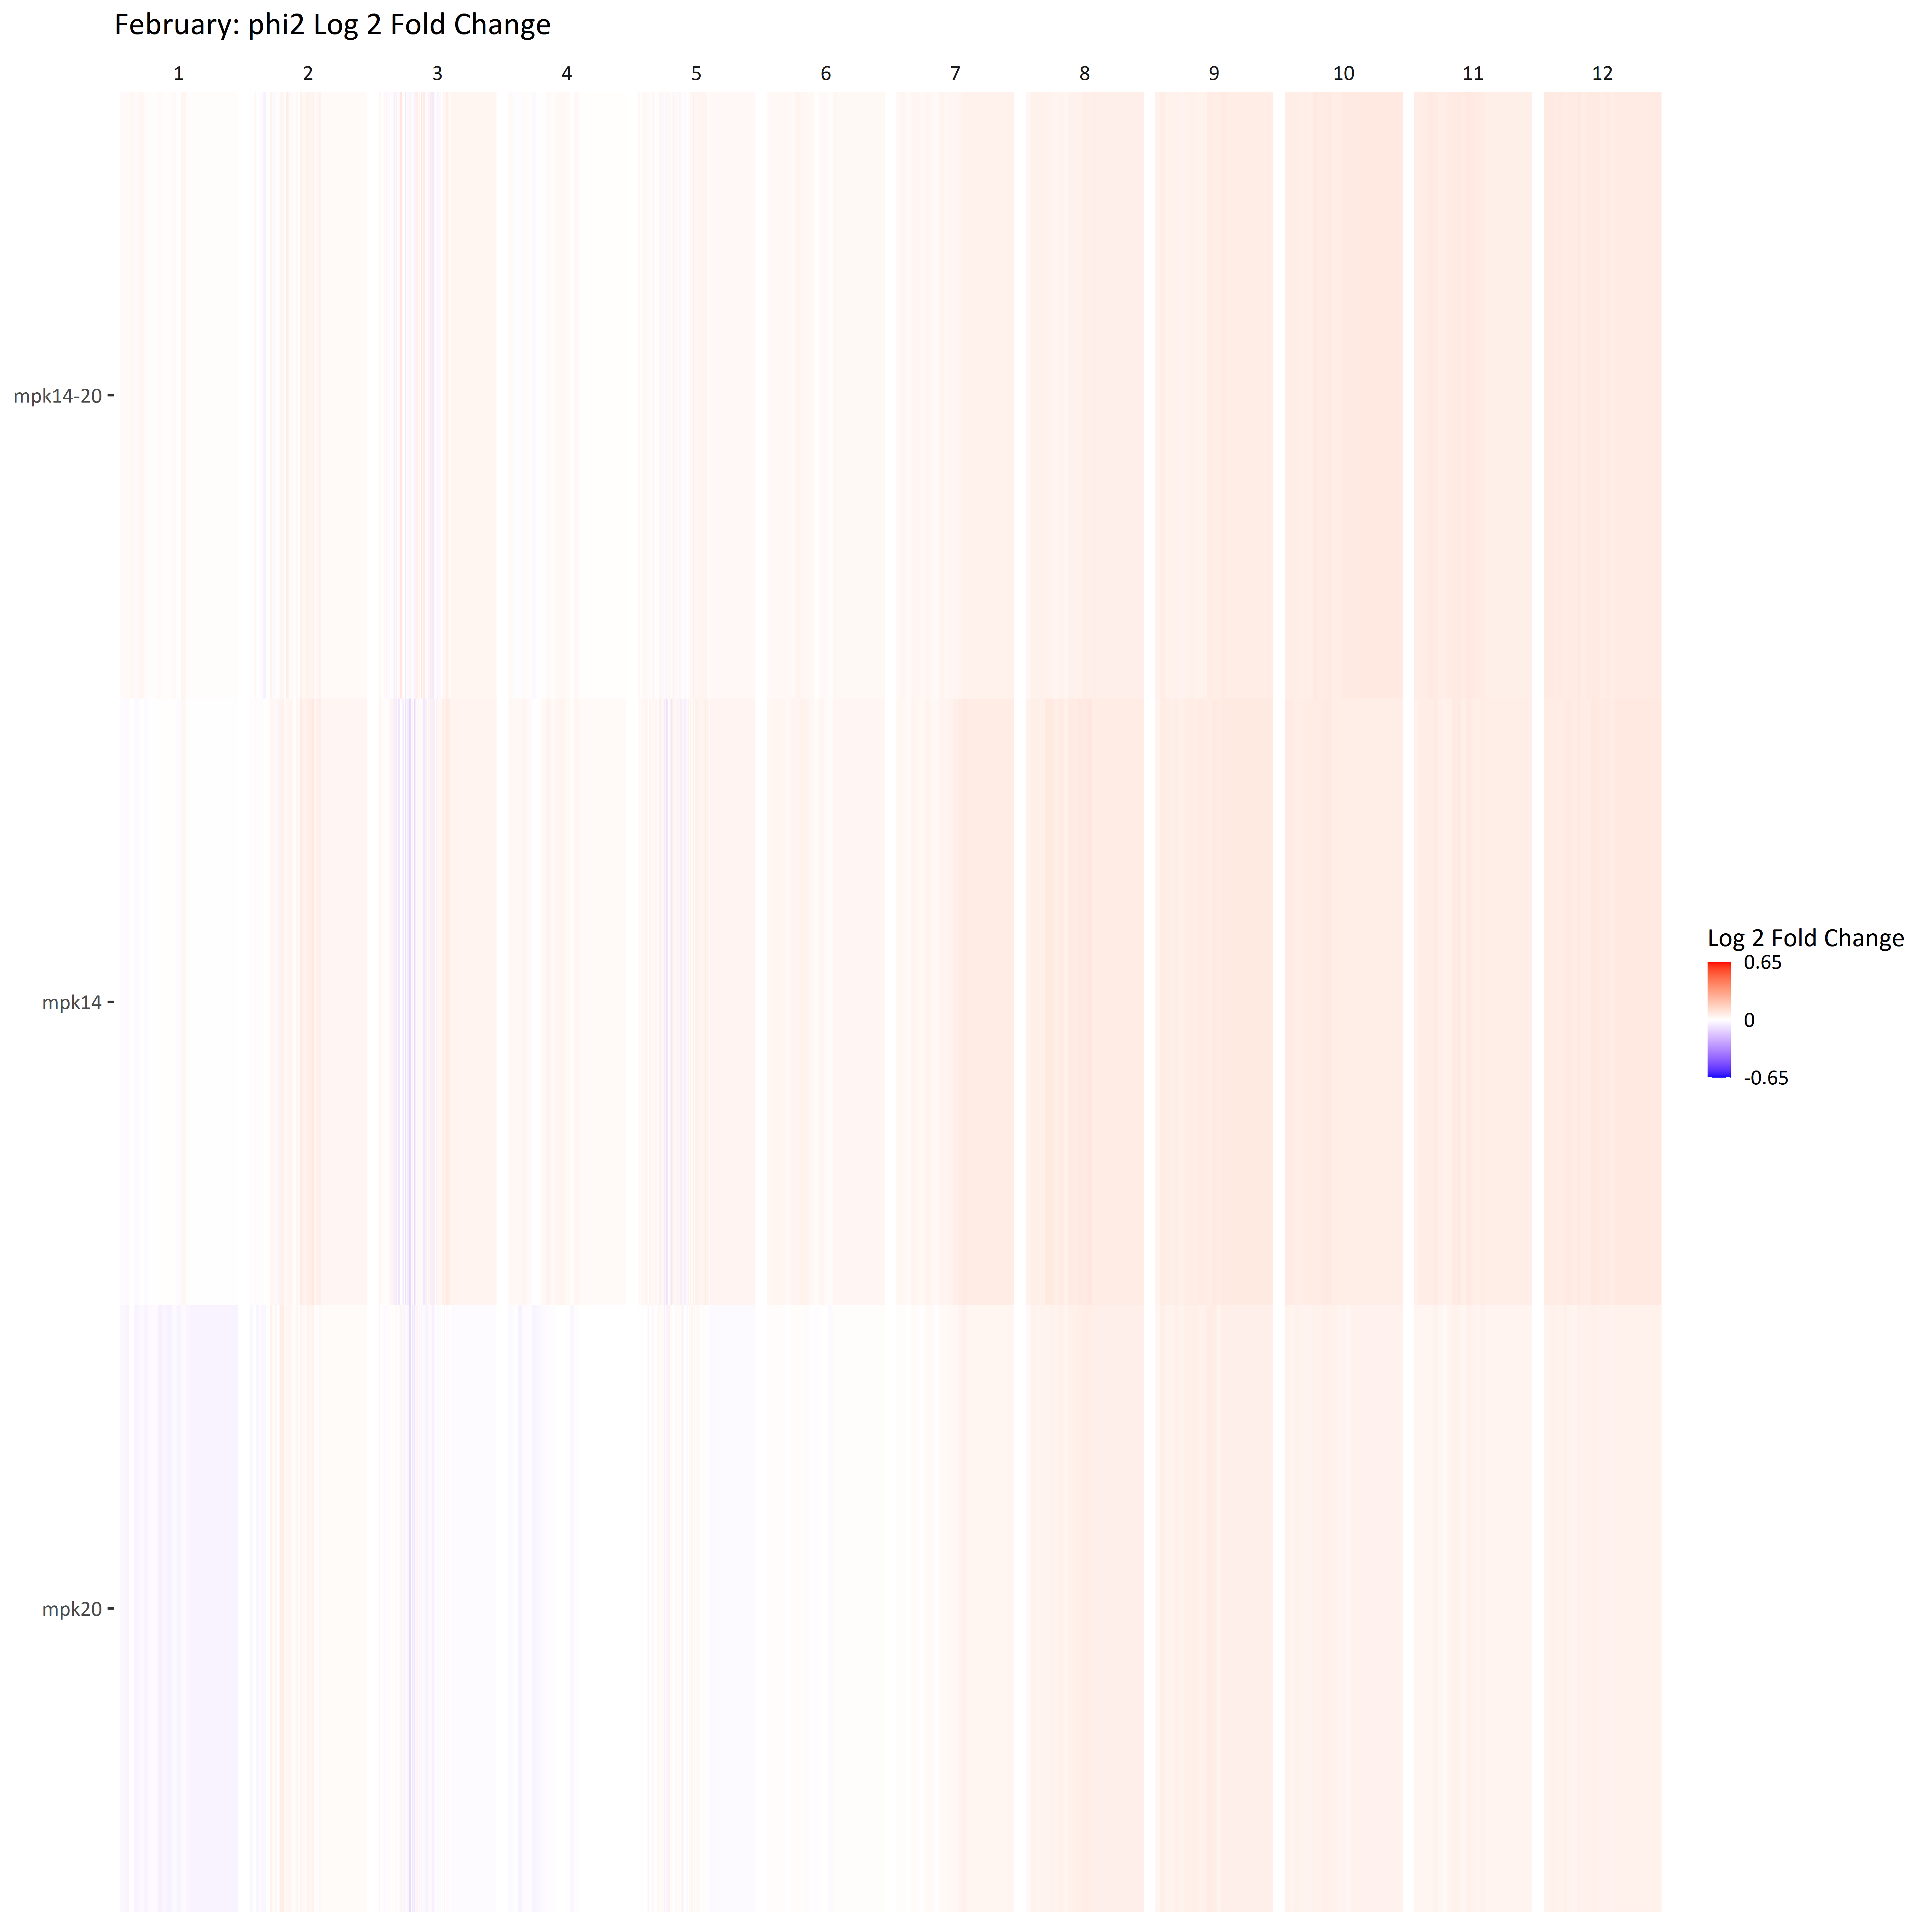 February: phi2 Log 2 Fold Change
1 2 3 4 5 6 7 8 9 10 11 12
mpk14-20
mpk14
mpk20
Log 2 Fold Change
0.65
0
-0.65